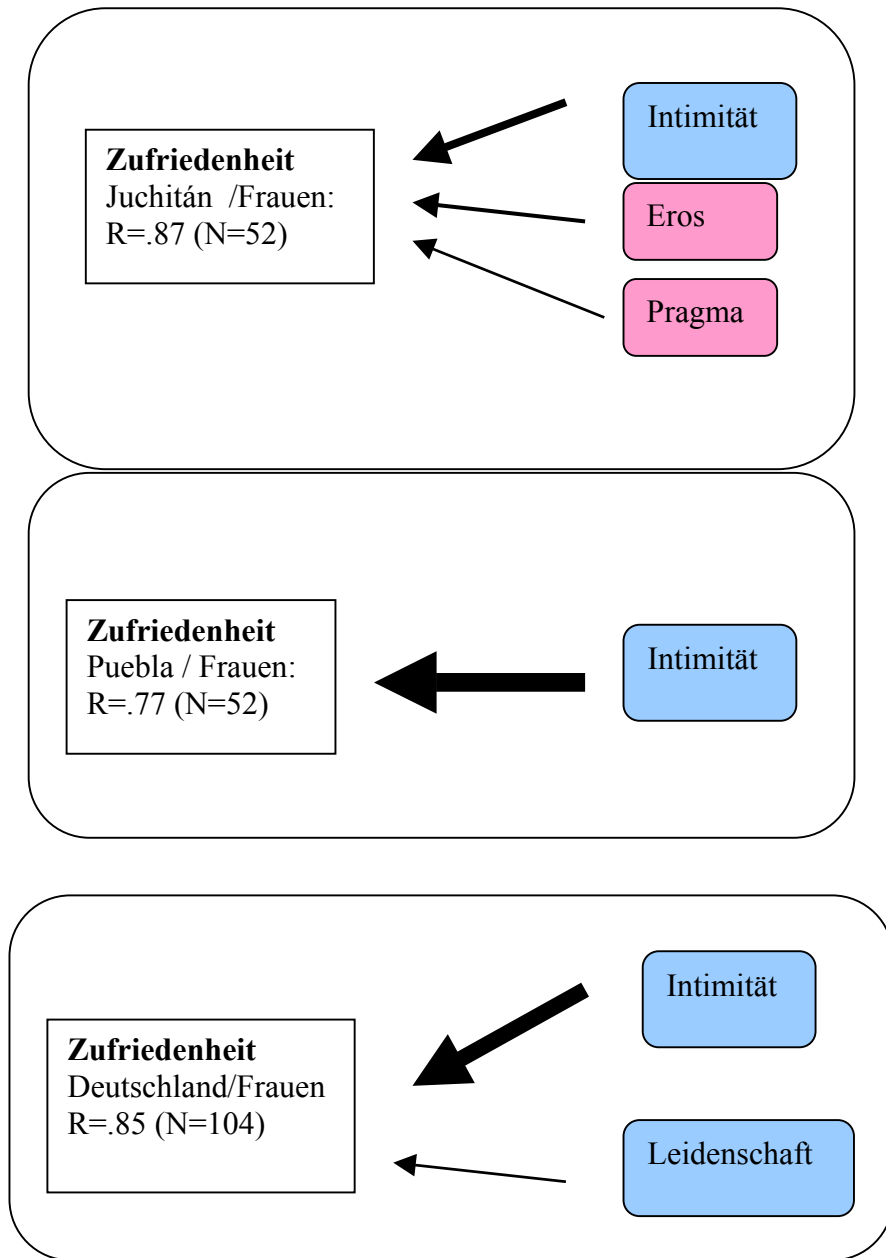 Zufriedenheit
Juchitán /Frauen:
R=.87 (N=52)
Intimität
Eros
Pragma
Zufriedenheit
Puebla / Frauen:
R=.77 (N=52)
Intimität
Zufriedenheit
Deutschland/Frauen
R=.85 (N=104)
Intimität
Leidenschaft